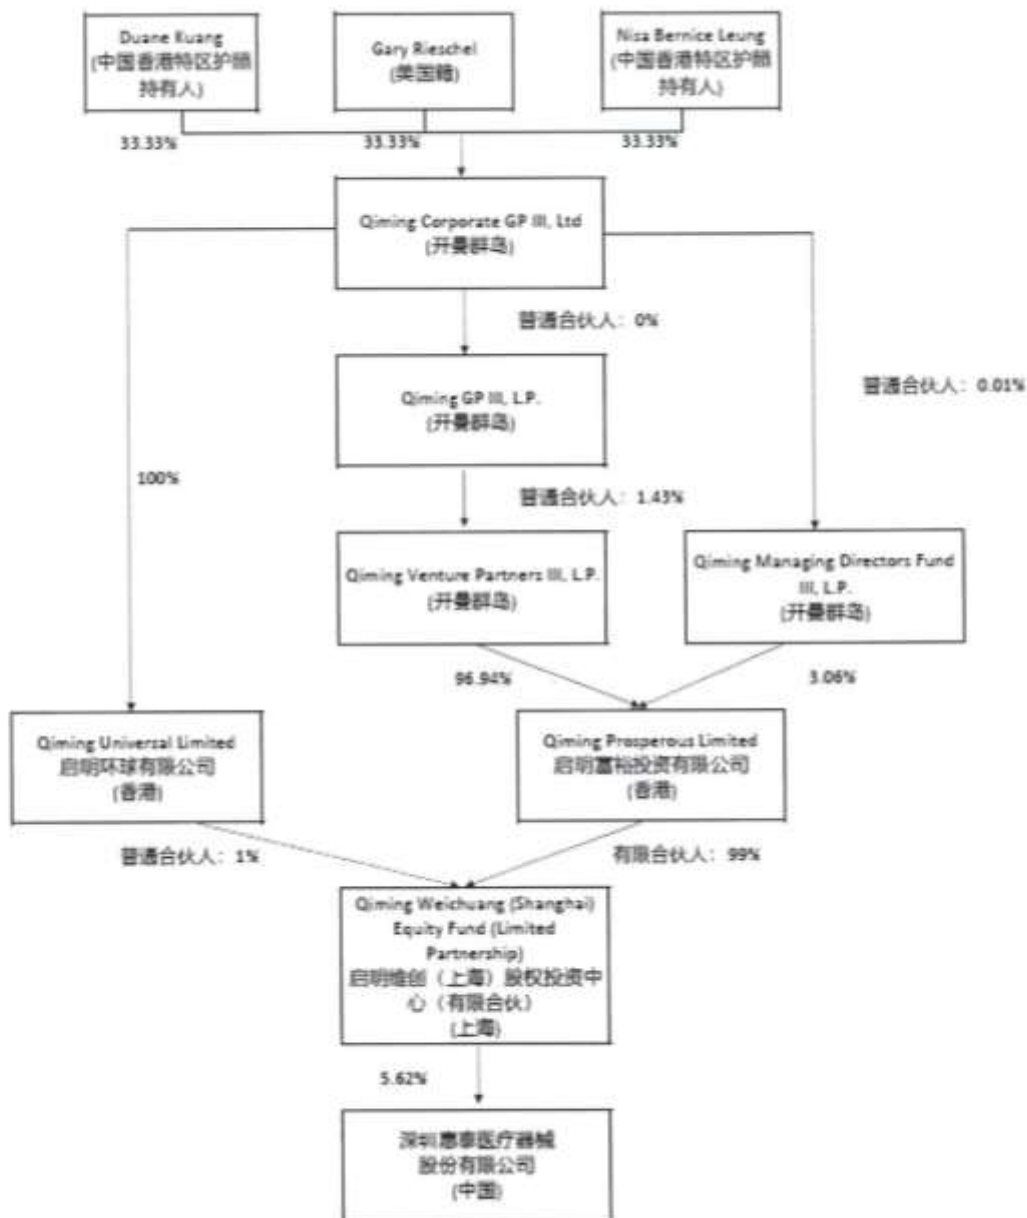 Duane Kuang
(中国香港特区护照
持有人)
Gary Rieschel
(美国籍)
Nisa Bernice Leung
(中国香港特区护照
持有人)
33.33%
33.33%
33.33%
Qiming Corporate GP III, Ltd
(开曼群岛)
普通合伙人：0%
普通合伙人：0.01%
Qiming GP III, L.P.
(开曼群岛)
100%
普通合伙人：1.43%
Qiming Venture Partners III, L.P.
(开曼群岛)
Qiming Managing Directors Fund
III, L.P.
(开曼群岛)
96.94%
3.06%
Qiming Universal Limited
启明环球有限公司
(香港)
Qiming Prosperous Limited
启明富裕投资有限公司
(香港)
普通合伙人：1%
有限合伙人：99%
Qiming Weichuang (Shanghai)
Equity Fund (Limited
Partnership)
启明维创（上海）股权投资中
心（有限合伙）
(上海)
5.62%
深圳惠泰医疗器械
股份有限公司
(中国)